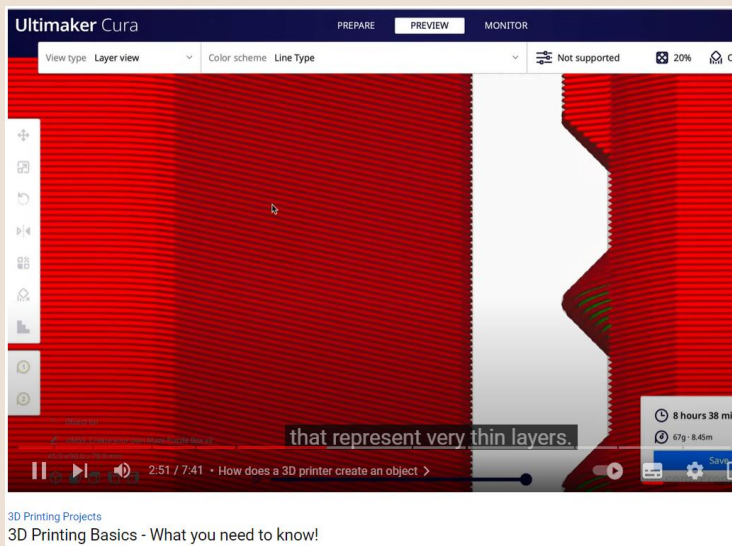 Ultimaker Cura
PREPARE PREVIEW MONITOR
View type Layer view Color scheme Line Type Not supported 20%
8 hours 38 mi
67g · 8.45m
Save
that represent very thin layers.
2:51 / 7:41 • How does a 3D printer create an object >
3D Printing Projects
3D Printing Basics - What you need to know!